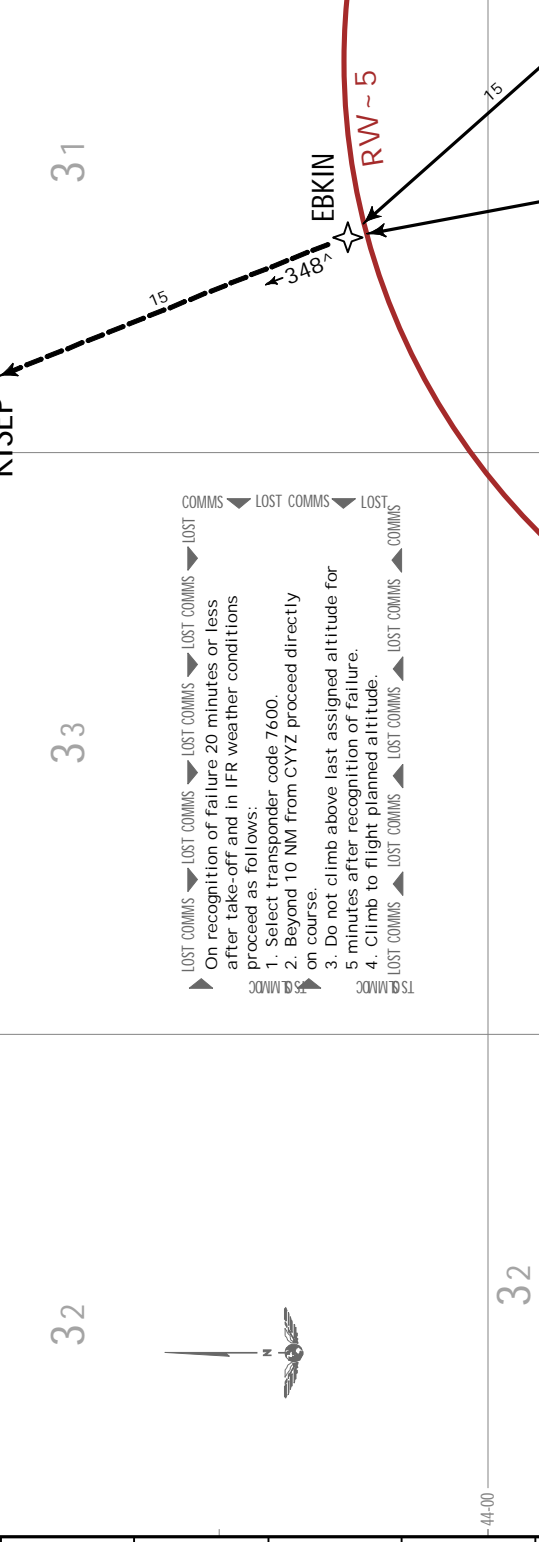 31
15
15
EBKIN
RW~5
348^
COMMS LOST COMMS LOST
LOST COMMS LOST COMMS LOST COMMS LOST COMMS LOST
On recognition of failure 20 minutes or less
after take-off and in IFR weather conditions
proceed as follows:
1. Select transponder code 7600.
2. Beyond 10 NM from CYYZ proceed directly
on course.
3. Do not climb above last assigned altitude for
5 minutes after recognition of failure.
4. Climb to flight planned altitude.
LOST COMMS LOST COMMS LOST COMMS LOST COMMS COMMS
33
32
N
32
44-00